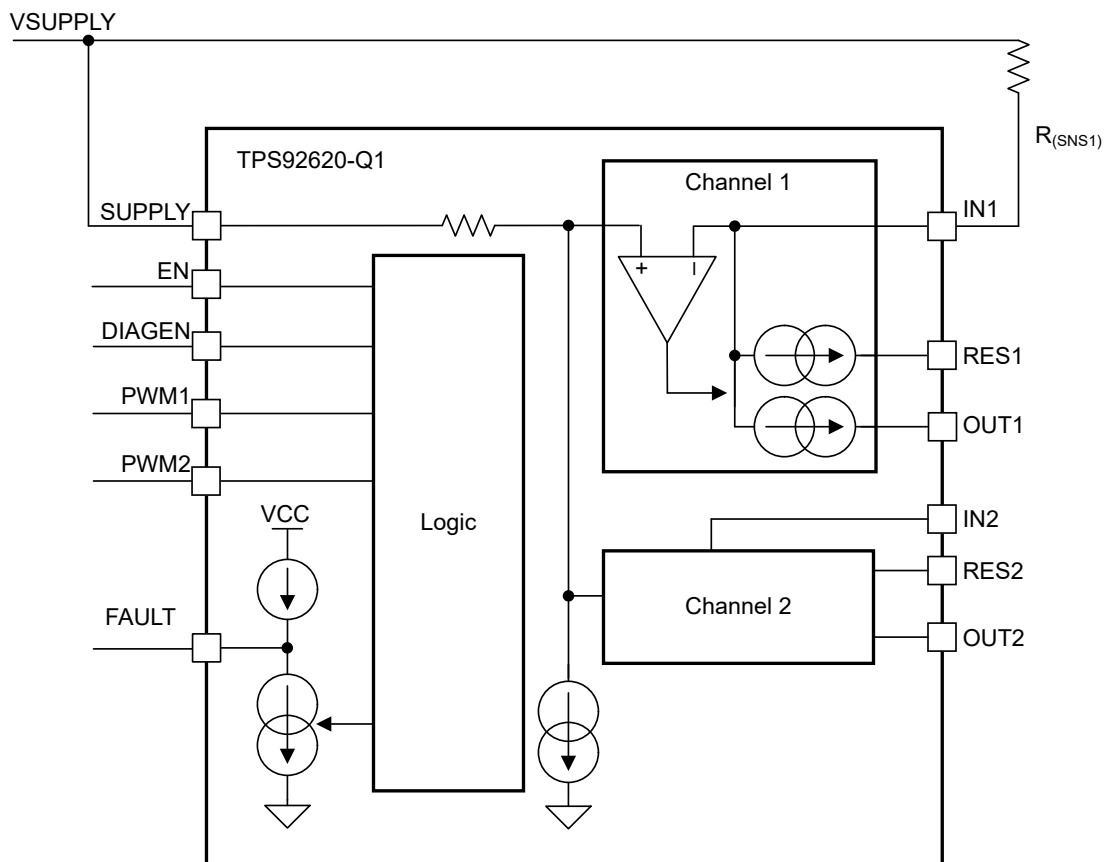 VSUPPLY
R(SNS1)
TPS92620-Q1
Channel 1
SUPPLY
IN1
+
–
EN
DIAGEN
RES1
PWM1
OUT1
PWM2
VCC
Logic
IN2
RES2
Channel 2
FAULT
OUT2